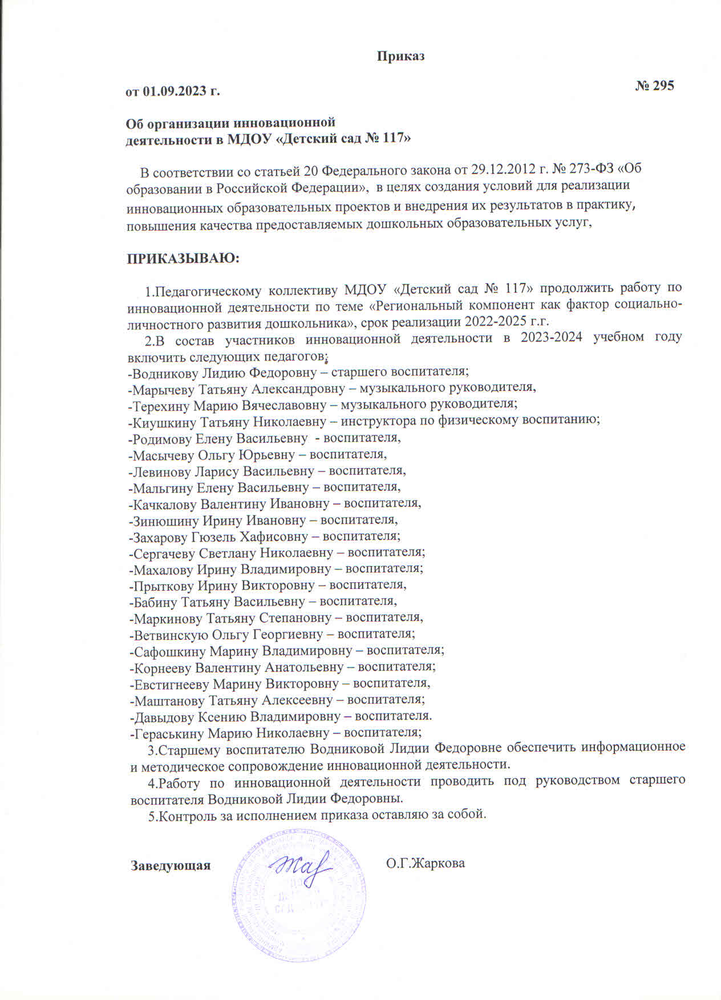 Приказ
от 01.09.2023 г.
№ 295
Об организации инновационной
деятельности в МДОУ «Детский сад № 117»
В соответствии со статьей 20 Федерального закона от 29.12.2012 г. № 273-ФЗ «Об
образовании в Российской Федерации», в целях создания условий для реализации
инновационных образовательных проектов и внедрения их результатов в практику,
повышения качества предоставляемых дошкольных образовательных услуг,
ПРИКАЗЫВАЮ:
1.Педагогическому коллективу МДОУ «Детский сад № 117» продолжить работу по
инновационной деятельности по теме «Региональный компонент как фактор социально-
личностного развития дошкольника», срок реализации 2022-2025 г.г.
2.В состав участников инновационной деятельности в 2023-2024 учебном году
включить следующих педагогов:
-Водникову Лидию Федоровну – старшего воспитателя;
-Марычеву Татьяну Александровну – музыкального руководителя,
-Терехину Марию Вячеславовну – музыкального руководителя;
-Киушкину Татьяну Николаевну – инструктора по физическому воспитанию;
-Родимову Елену Васильевну - воспитателя,
-Масычеву Ольгу Юрьевну – воспитателя,
-Левинову Ларису Васильевну – воспитателя,
-Мальгину Елену Васильевну – воспитателя,
-Качкалову Валентину Ивановну – воспитателя,
-Зинюшину Ирину Ивановну – воспитателя,
-Захарову Гюзель Хафисовну – воспитателя;
-Сергачеву Светлану Николаевну – воспитателя;
-Махалову Ирину Владимировну – воспитателя;
-Прыткову Ирину Викторовну – воспитателя,
-Бабину Татьяну Васильевну – воспитателя,
-Маркинову Татьяну Степановну – воспитателя,
-Ветвинскую Ольгу Георгиевну – воспитателя;
-Сафошкину Марину Владимировну – воспитателя;
-Корнееву Валентину Анатольевну – воспитателя;
-Евстигнееву Марину Викторовну – воспитателя,
-Маштанову Татьяну Алексеевну – воспитателя;
-Давыдову Ксению Владимировну – воспитателя.
-Гераськину Марию Николаевну – воспитателя;
3.Старшему воспитателю Водниковой Лидии Федоровне обеспечить информационное
и методическое сопровождение инновационной деятельности.
4.Работу по инновационной деятельности проводить под руководством старшего
воспитателя Водниковой Лидии Федоровны.
5.Контроль за исполнением приказа оставляю за собой.
Заведующая
О.Г.Жаркова